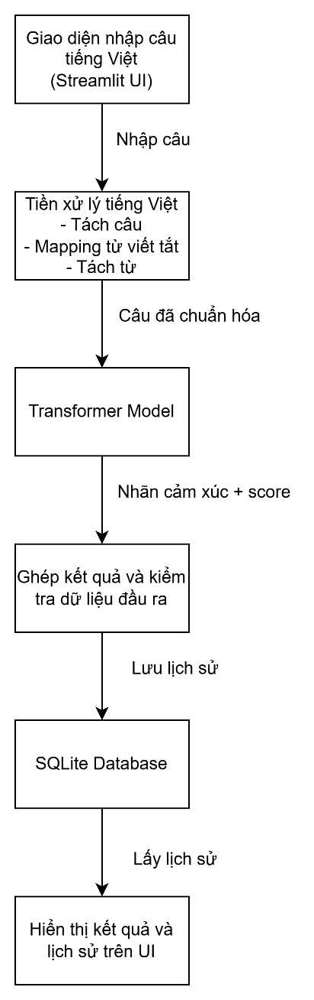 Giao diện nhập câu
tiếng Việt
(Streamlit UI)
Nhập câu
Tiền xử lý tiếng Việt
- Tách câu
- Mapping từ viết tắt
- Tách từ
Câu đã chuẩn hóa
Transformer Model
Nhãn cảm xúc + score
Ghép kết quả và kiểm
tra dữ liệu đầu ra
Lưu lịch sử
SQLite Database
Lấy lịch sử
Hiển thị kết quả và
lịch sử trên UI